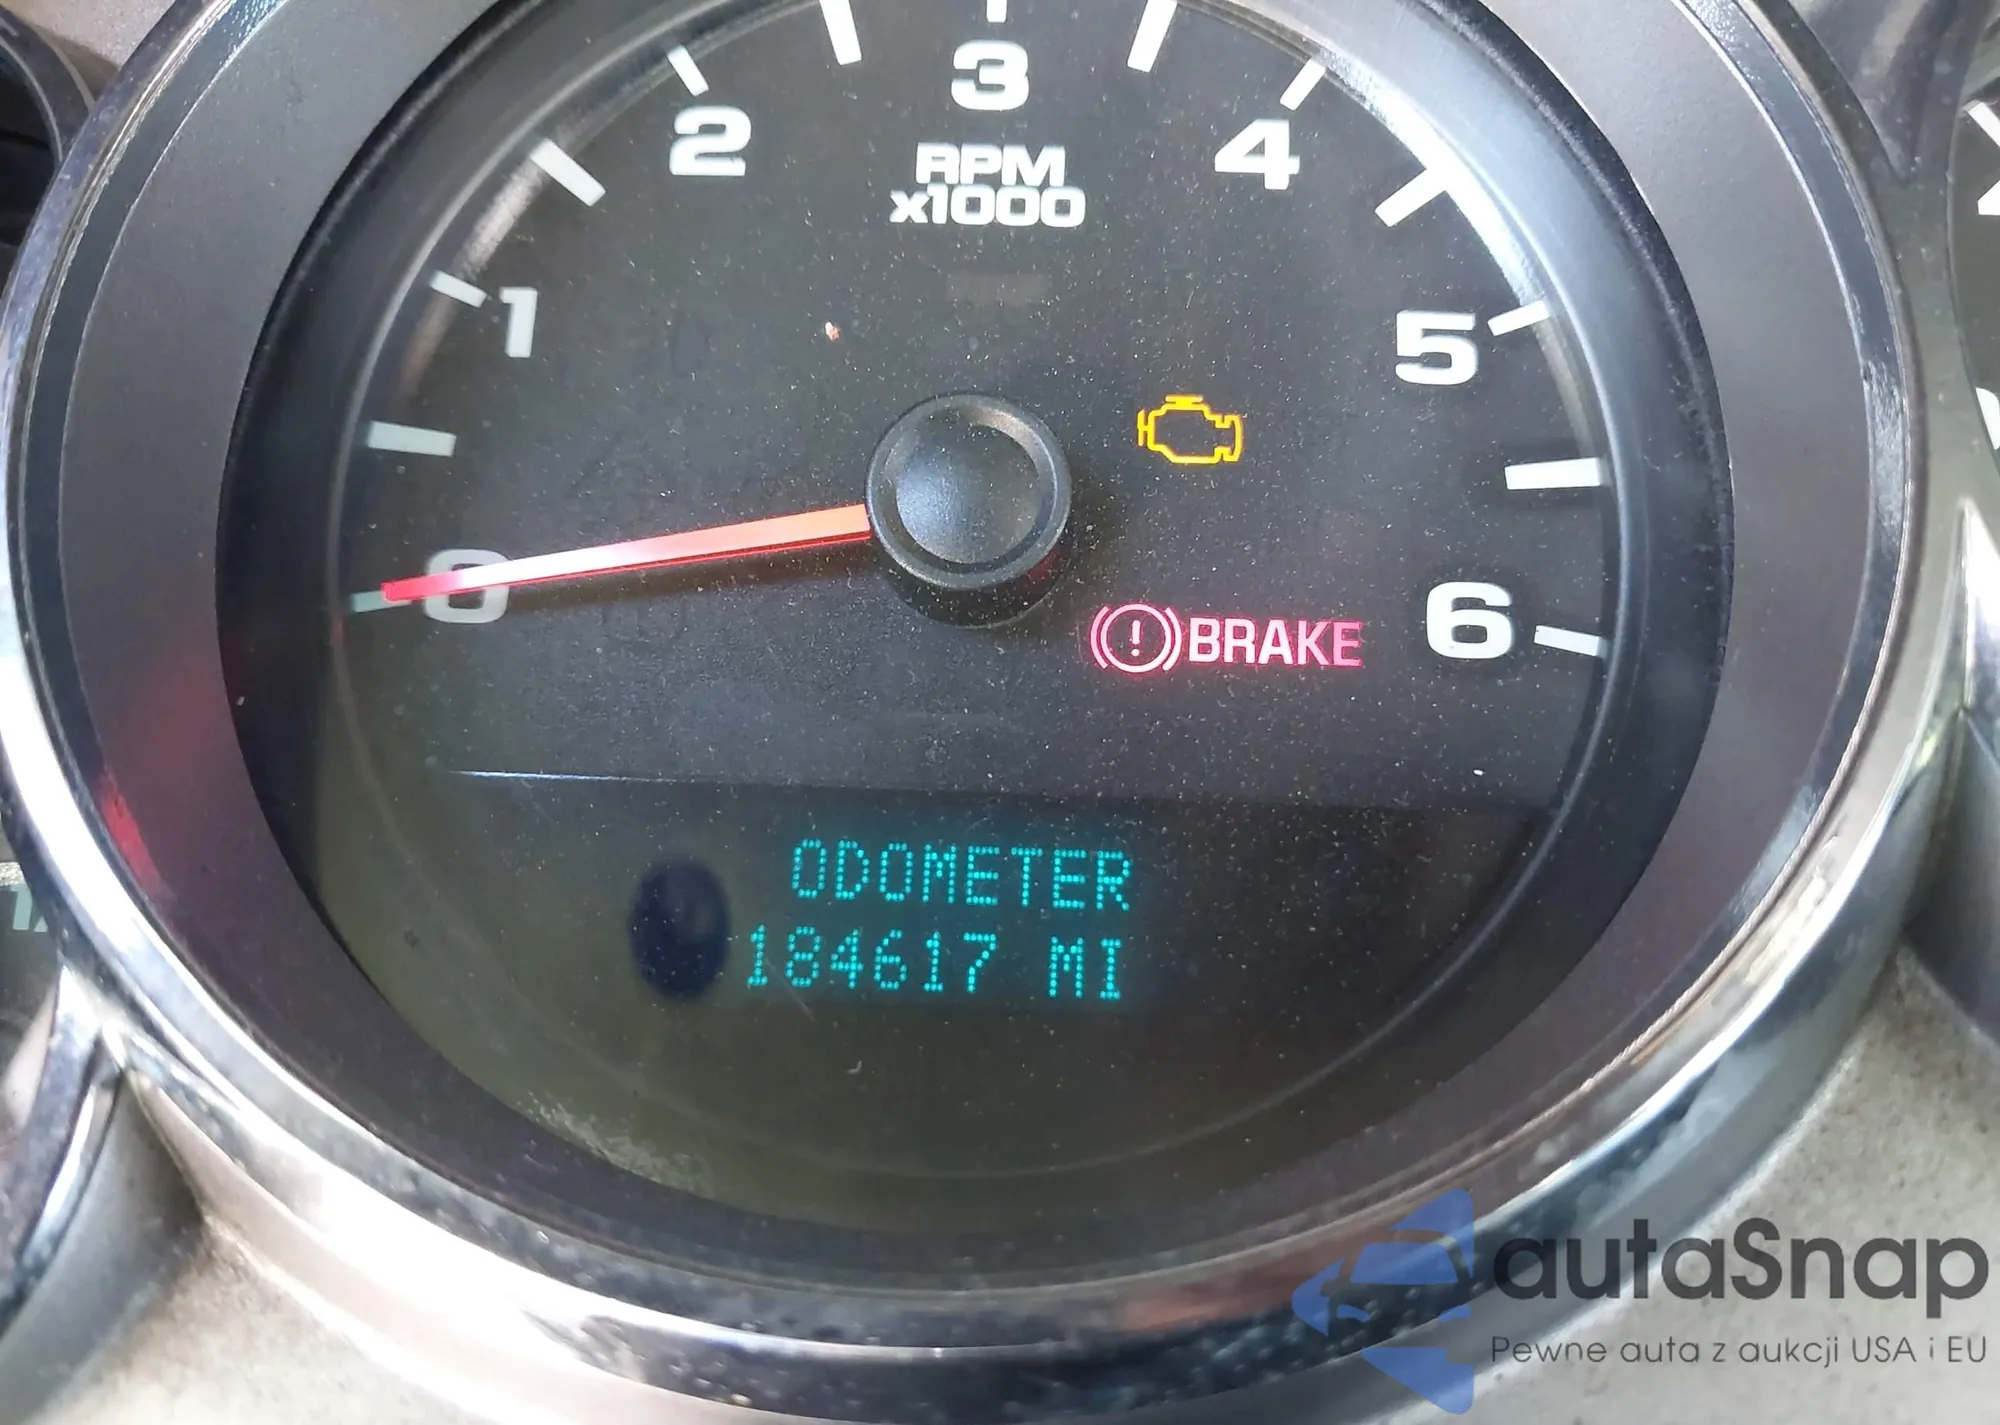 3
2
4
RPM
x1000
1
5
0
6
BRAKE
ODOMETER
184617 MI
autaSnap
Pewne auta z aukcji USA i EU